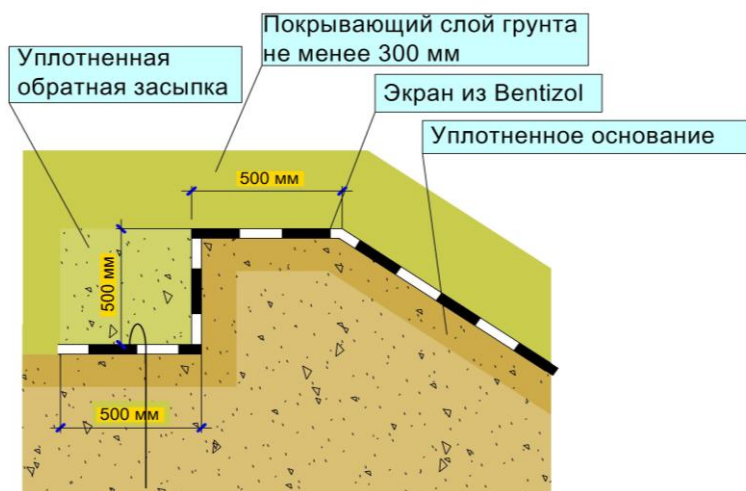 Покрывающий слой грунта
не менее 300 мм
Уплотненная
обратная засыпка
Экран из Bentizol
Уплотненное основание
500 мм
500 мм
500 мм